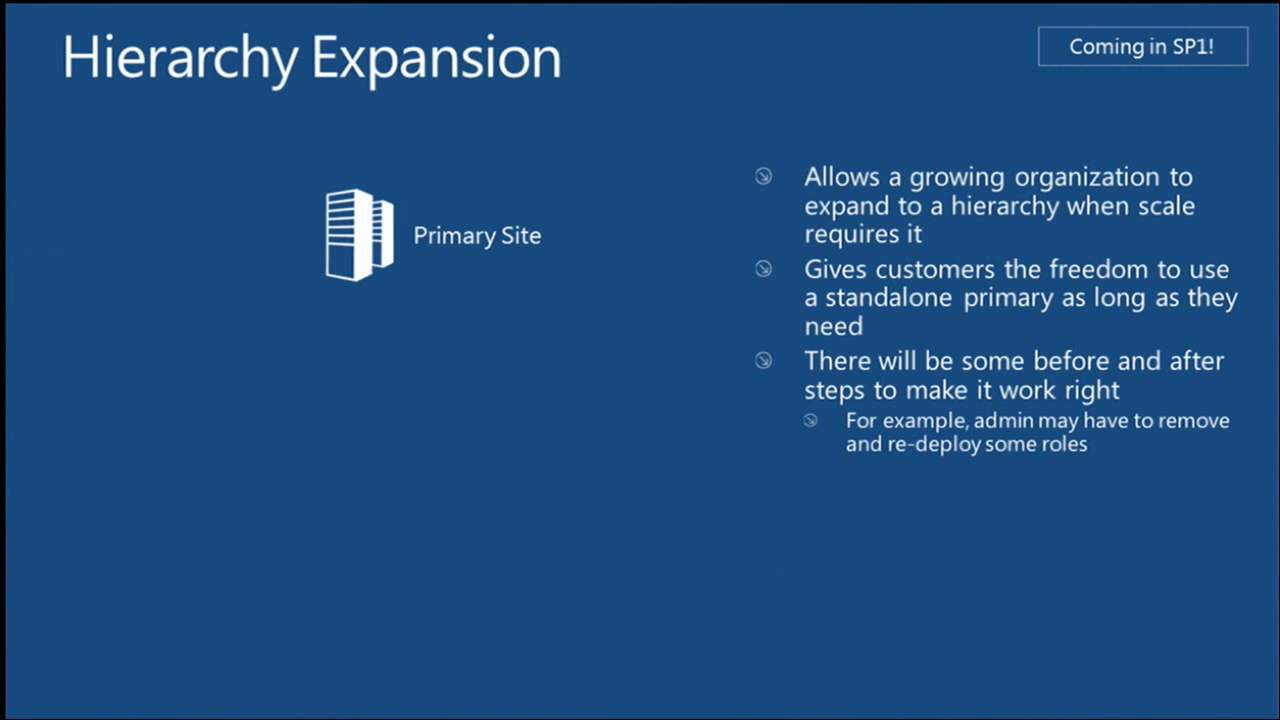 Hierarchy Expansion
Coming in SP1!
Primary Site
Allows a growing organization to
expand to a hierarchy when scale
requires it
Gives customers the freedom to use
a standalone primary as long as they
need
There will be some before and after
steps to make it work right
For example, admin may have to remove
and re-deploy some roles